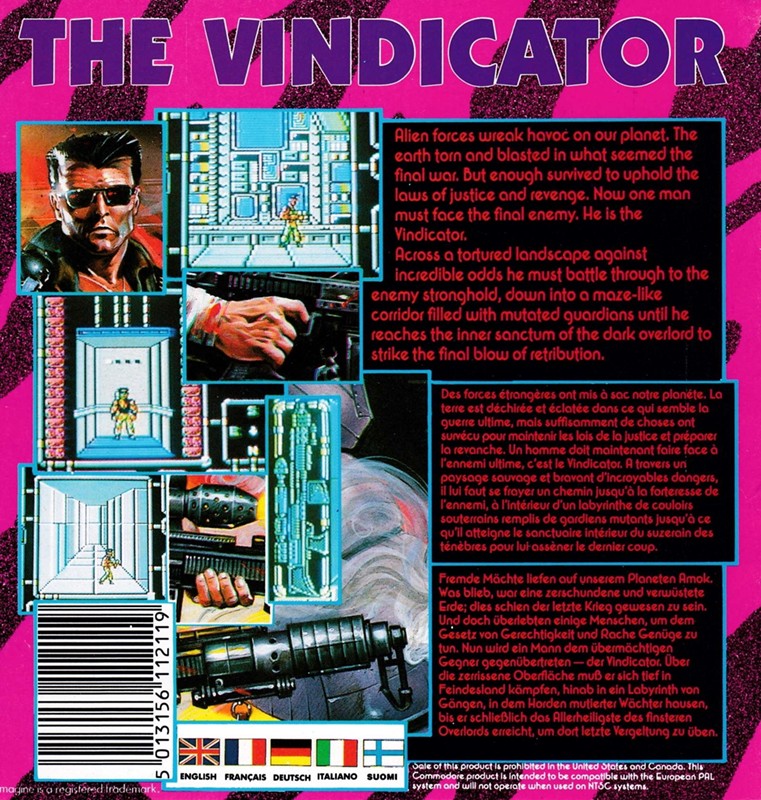 THE VINDICATOR
Alien forces wreak havoc on our planet. The
earth torn and blasted in what seemed the
final war. But enough survived to uphold the
laws of justice and revenge. Now one man
must face the final enemy. He is the
Vindicator.
Across a tortured landscape against
incredible odds he must battle through to the
enemy stronghold, down into a maze-like
corridor filled with mutated guardians until he
reaches the inner sanctum of the dark overlord to
strike the final blow of retribution.
Des forces étrangères ont mis à sac notre planète. La
terre est déchirée et éclatée dans ce qui semble la
guerre ultime, mais suffisamment de choses ont
survécu pour maintenir les lois de la justice et préparer
la revanche. Un homme doit maintenant faire face à
l'ennemi ultime, c'est le Vindicator. A travers un
paysage sauvage et bravant d'incroyables dangers,
il lui faut se frayer un chemin jusqu'à la forteresse de
l'ennemi, à l'intérieur d'un labyrinthe de couloirs
souterrains remplis de gardiens mutants jusqu'à ce
qu'il atteigne le sanctuaire intérieur du suzerain des
ténèbres pour lui assèner le dernier coup.
Fremde Mächte liefen auf unserem Planeten Amok.
Was blieb, war eine zerschundene und verwüstete
Erde; dies schien der letzte Krieg gewesen zu sein.
Und doch überlebten einige Menschen, um dem
Gesetz von Gerechtigkeit und Rache Genüge zu
tun. Nun wird ein Mann dem übermächtigen
Gegner gegenübertreten — der Vindicator. Über
die zerrissene Oberfläche muß er sich tief in
Feindesland kämpfen, hinab in ein Labyrinth von
Gängen, in dem Horden mutierter Wächter hausen,
bis er schließlich das Allerheiligste des finsteren
Overlords erreicht, um dort letzte Vergeltung zu üben.
5 013156 112119
ENGLISH FRANÇAIS DEUTSCH ITALIANO SUOMI
Sale of this product is prohibited in the United States and Canada. This
Commodore product is intended to be compatible with the European PAL
system and will not operate when used on NTSC systems.
magine is a registered trademark.